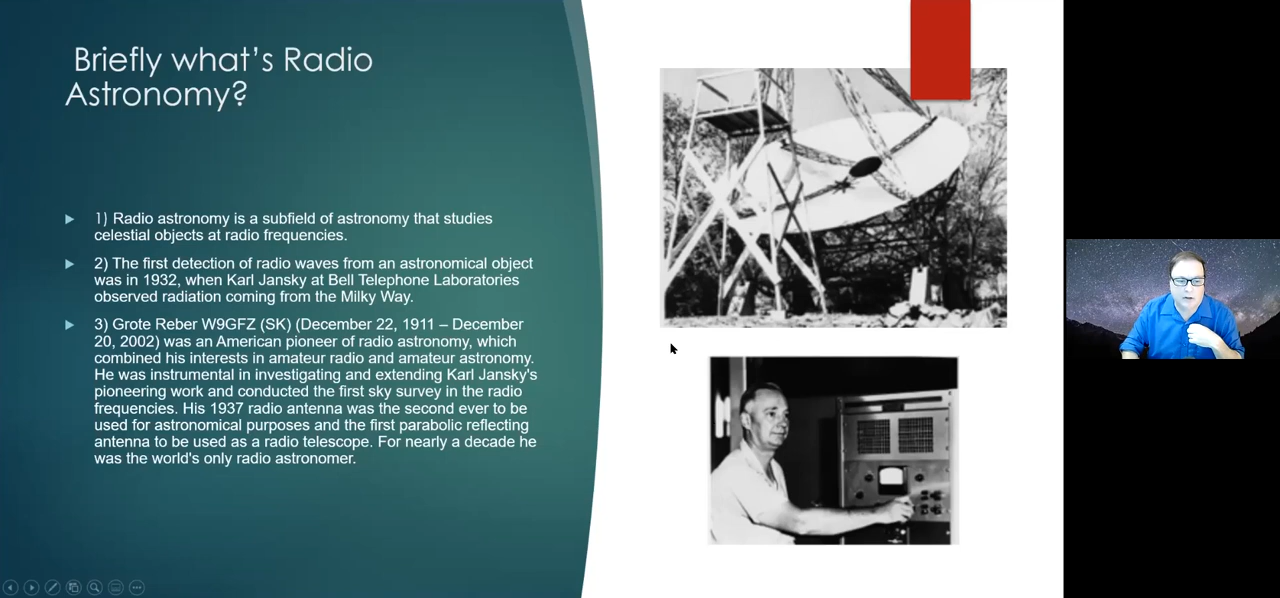 Briefly what's Radio
Astronomy?
1) Radio astronomy is a subfield of astronomy that studies
celestial objects at radio frequencies.
2) The first detection of radio waves from an astronomical object
was in 1932, when Karl Jansky at Bell Telephone Laboratories
observed radiation coming from the Milky Way.
3) Grote Reber W9GFZ (SK) (December 22, 1911 – December
20, 2002) was an American pioneer of radio astronomy, which
combined his interests in amateur radio and amateur astronomy.
He was instrumental in investigating and extending Karl Jansky's
pioneering work and conducted the first sky survey in the radio
frequencies. His 1937 radio antenna was the second ever to be
used for astronomical purposes and the first parabolic reflecting
antenna to be used as a radio telescope. For nearly a decade he
was the world's only radio astronomer.